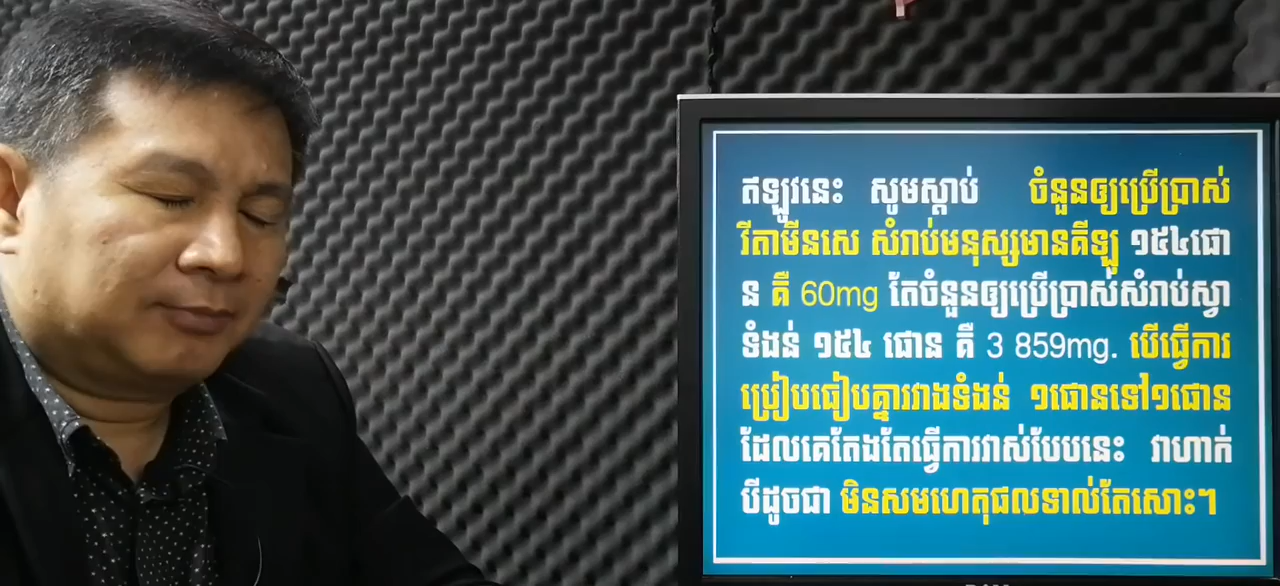 ឥឡូវនេះ សូមស្តាប់ ចំនួនឲ្យប្រើប្រាស់
វីតាមីនសេ សំរាប់មនុស្សមានគីឡូ ១៥៤ផោ
ន គឺ 60mg តែចំនួនឲ្យប្រើប្រាស់សំរាប់ស្វា
ទំងន់ ១៥៤ ផោន គឺ 3 859mg. បើធ្វើការ
ប្រៀបធៀបគ្នារវាងទំងន់ ១ផោនទៅ១ផោន
ដែលគេតែងតែធ្វើការវាស់បែបនេះ វាហាក់
បីដូចជា មិនសមហេតុផលទាល់តែសោះៗ